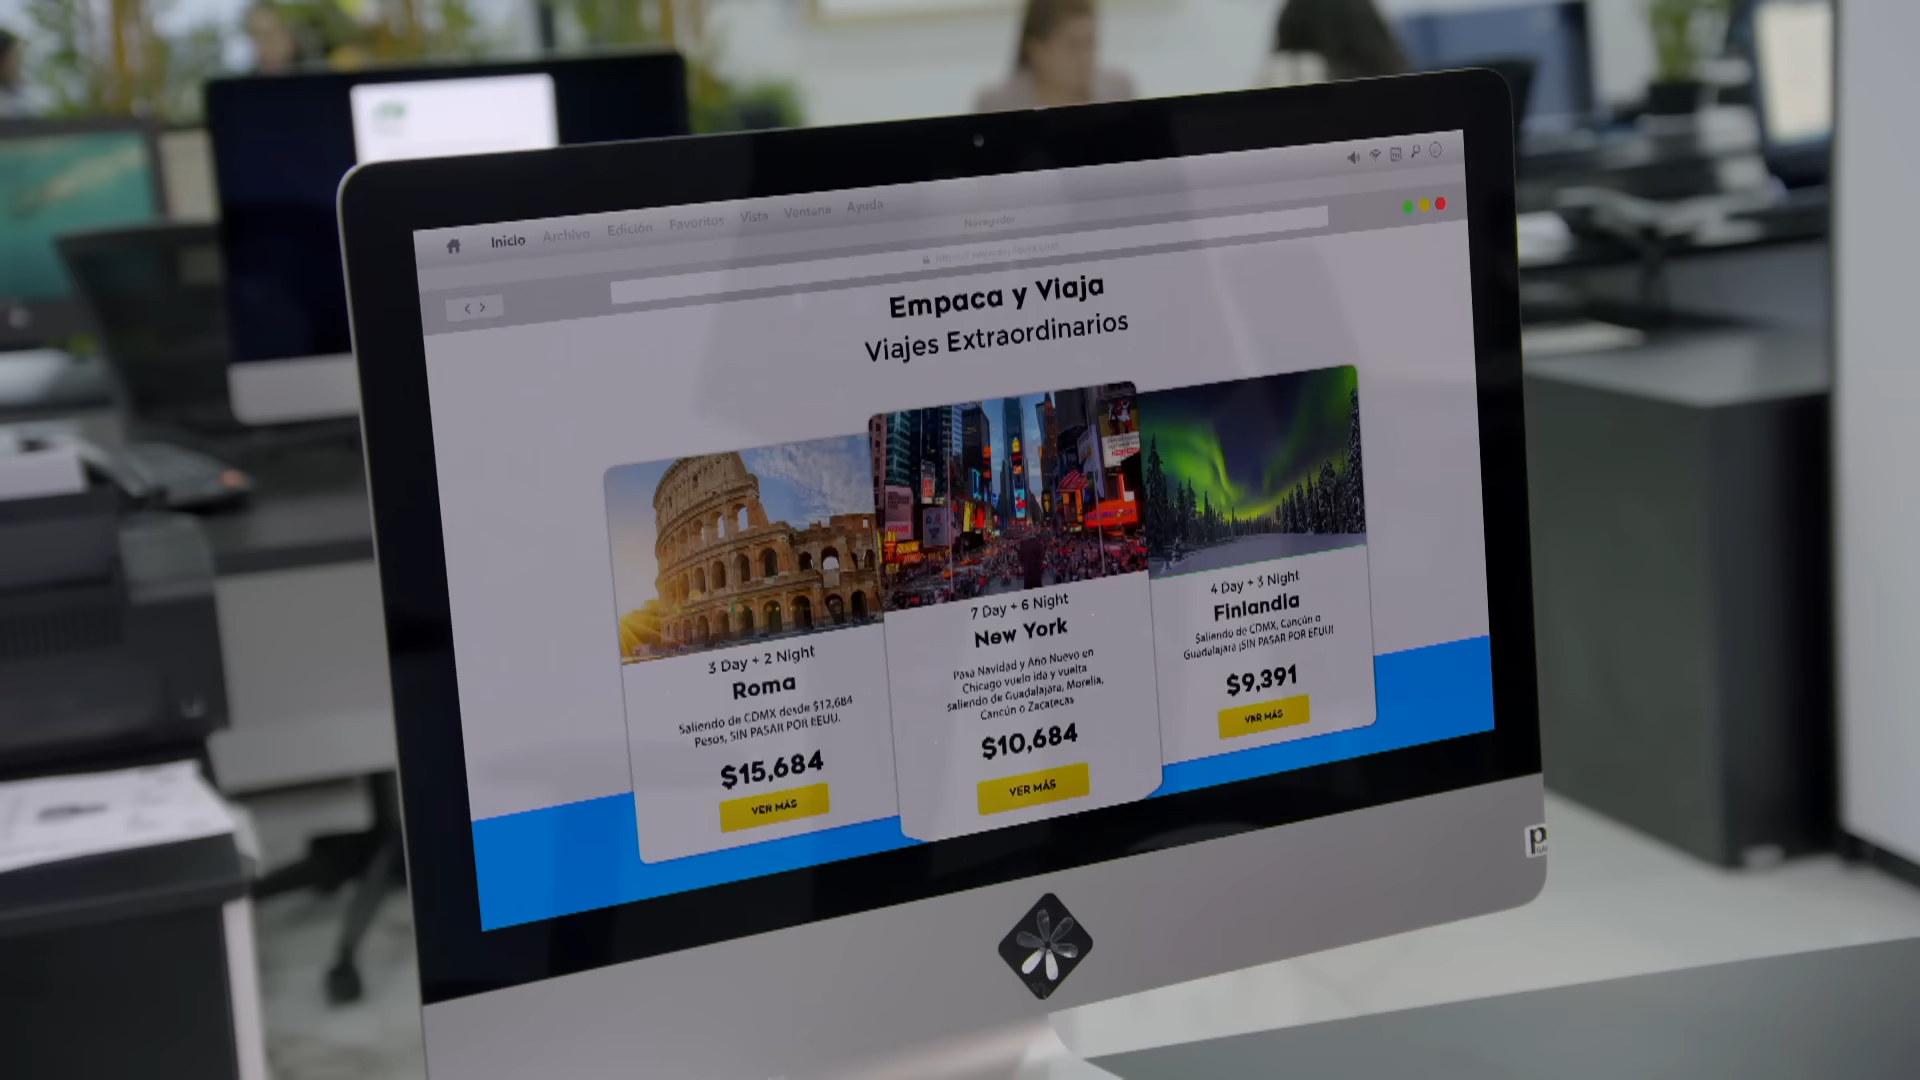 Inicio Archivo Edición Favoritos Vista Ventana Ayuda
Navegador
Empaca y Viaja
Viajes Extraordinarios
3 Day + 2 Night
Roma
Saliendo de CDMX desde $12,684
Pesos, SIN PASAR POR EEUU.
$15,684
VER MÁS
7 Day + 6 Night
New York
Pasa Navidad y Año Nuevo en
Chicago vuelo ida y vuelta
saliendo de Guadalajara, Morelia,
Cancún o Zacatecas
$10,684
VER MÁS
4 Day + 3 Night
Finlandia
Saliendo de CDMX, Cancún o
Guadalajara ¡SIN PASAR POR EEUU!
$9,391
VER MÁS